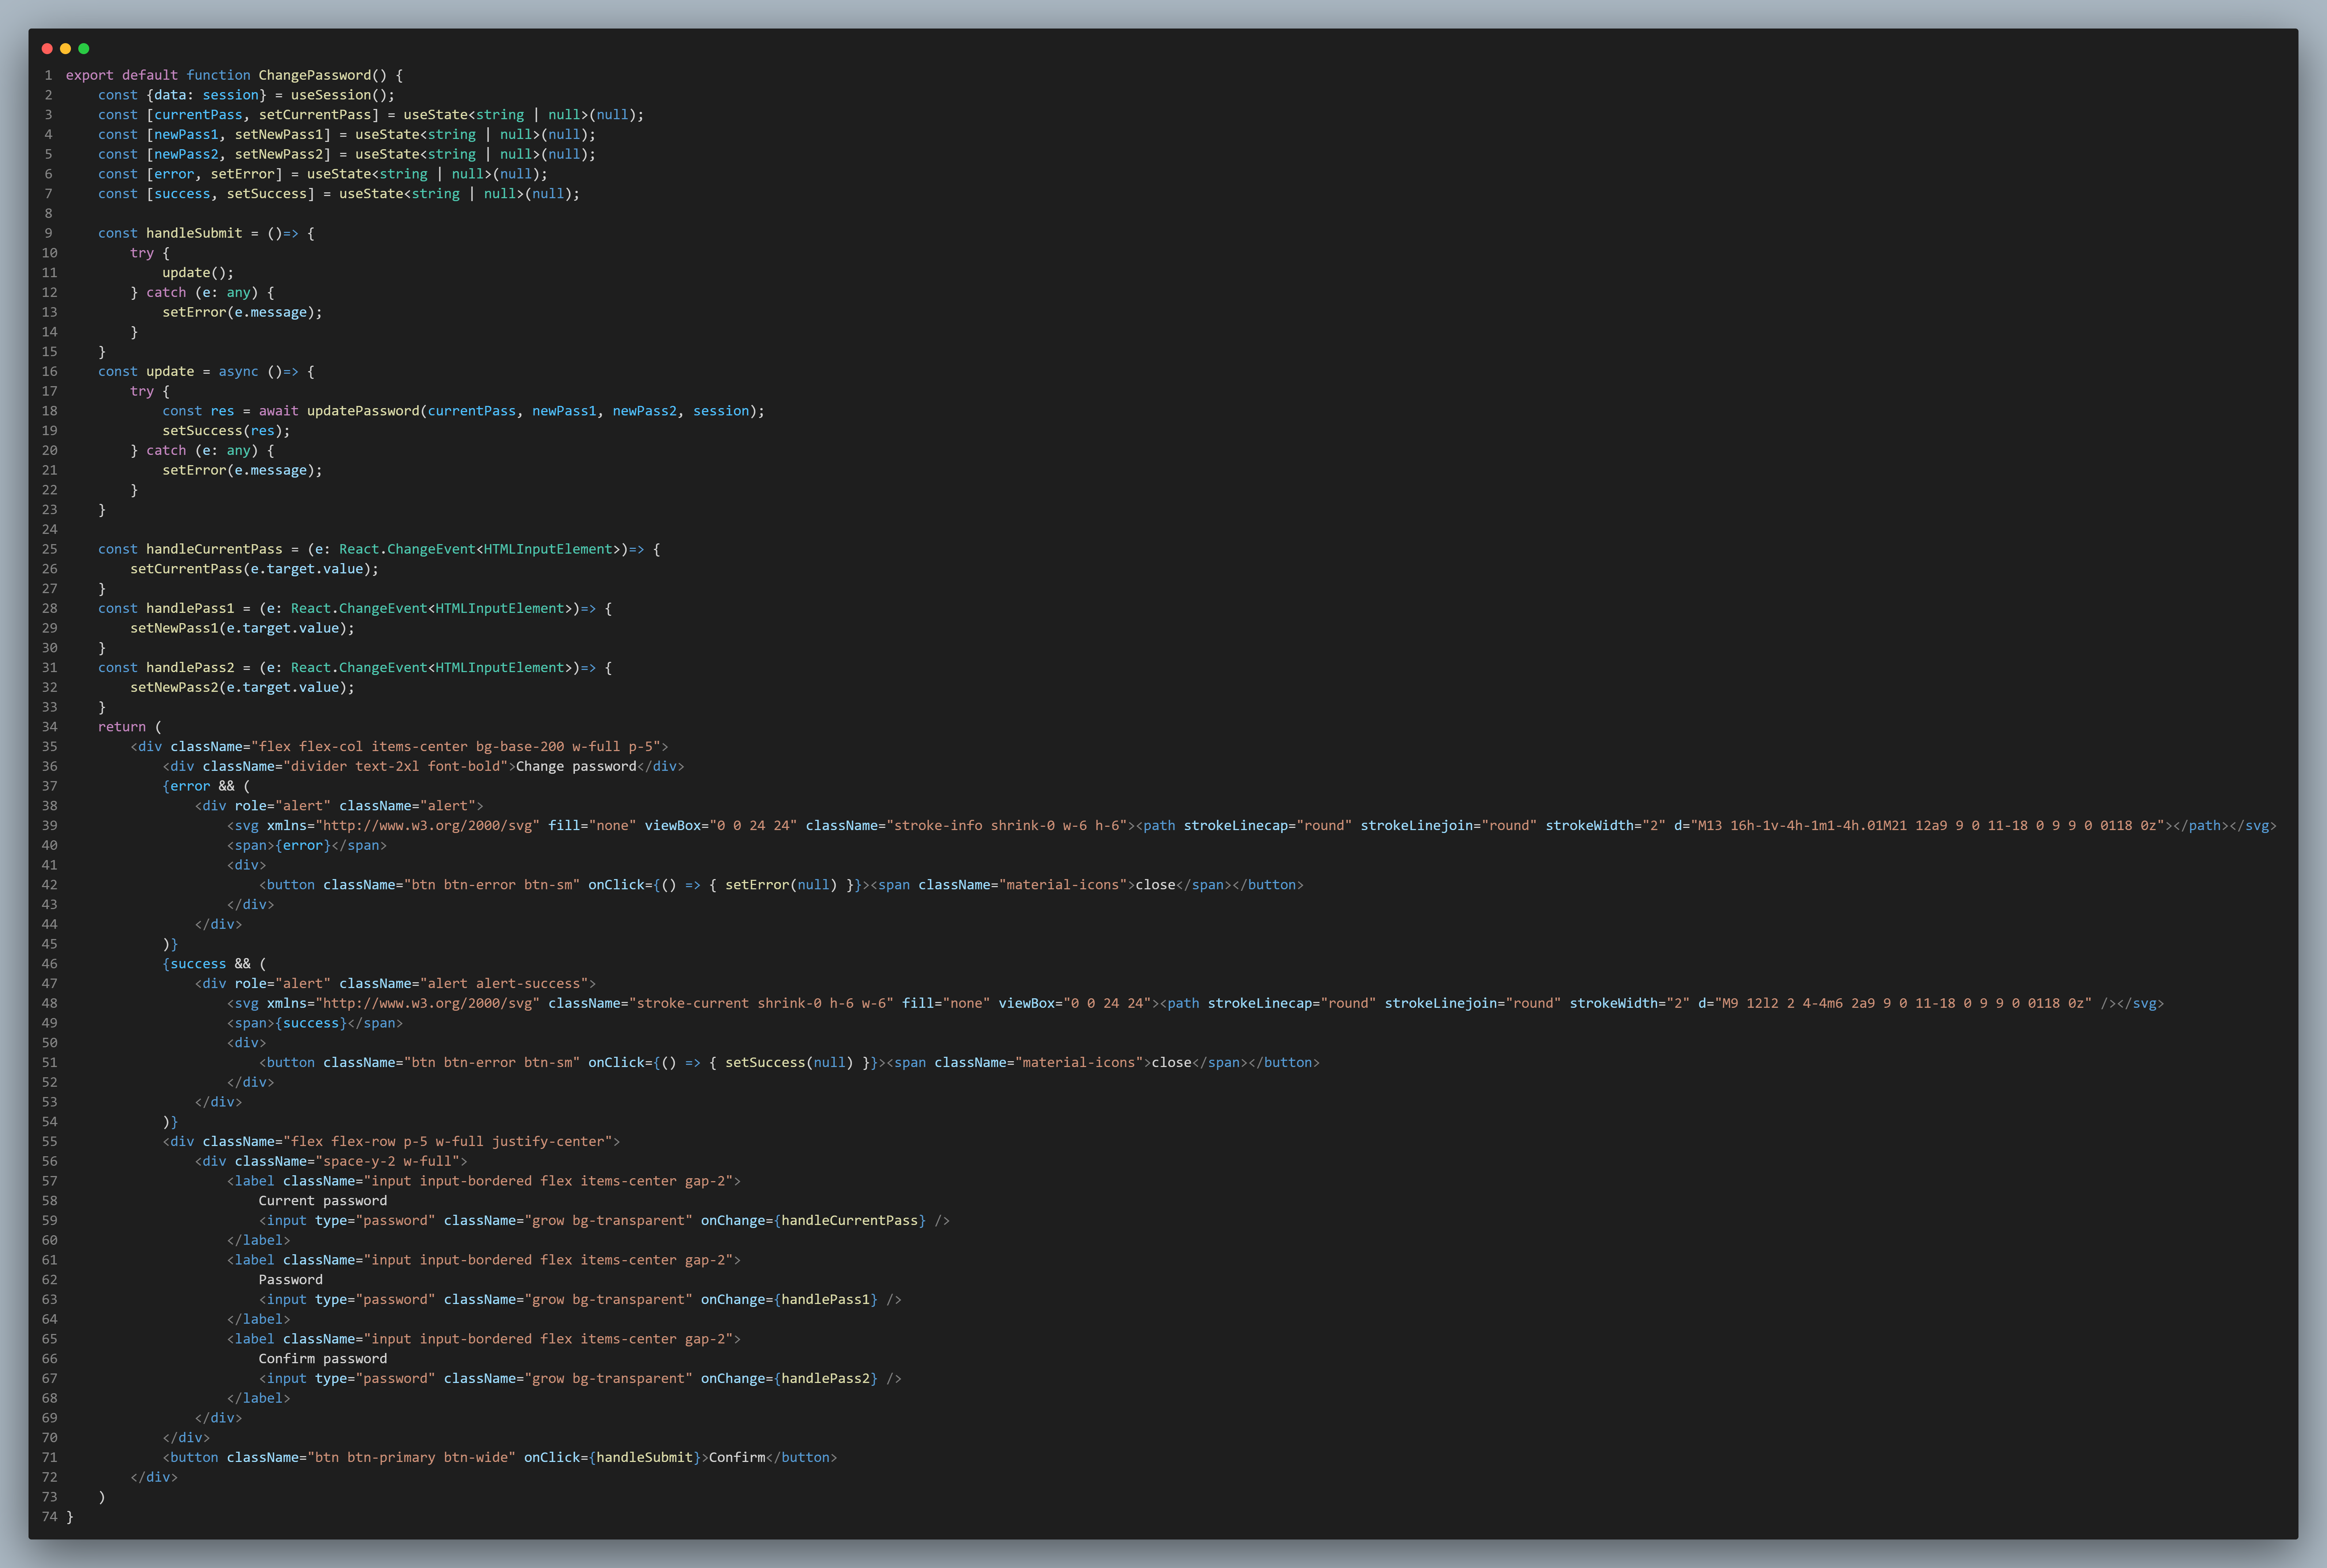 1 export default function ChangePassword() {
2     const {data: session} = useSession();
3     const [currentPass, setCurrentPass] = useState<string | null>(null);
4     const [newPass1, setNewPass1] = useState<string | null>(null);
5     const [newPass2, setNewPass2] = useState<string | null>(null);
6     const [error, setError] = useState<string | null>(null);
7     const [success, setSuccess] = useState<string | null>(null);
8
9     const handleSubmit = ()=> {
10         try {
11             update();
12         } catch (e: any) {
13             setError(e.message);
14         }
15     }
16     const update = async ()=> {
17         try {
18             const res = await updatePassword(currentPass, newPass1, newPass2, session);
19             setSuccess(res);
20         } catch (e: any) {
21             setError(e.message);
22         }
23     }
24
25     const handleCurrentPass = (e: React.ChangeEvent<HTMLInputElement>)=> {
26         setCurrentPass(e.target.value);
27     }
28     const handlePass1 = (e: React.ChangeEvent<HTMLInputElement>)=> {
29         setNewPass1(e.target.value);
30     }
31     const handlePass2 = (e: React.ChangeEvent<HTMLInputElement>)=> {
32         setNewPass2(e.target.value);
33     }
34     return (
35         <div className="flex flex-col items-center bg-base-200 w-full p-5">
36             <div className="divider text-2xl font-bold">Change password</div>
37             {error && (
38                 <div role="alert" className="alert">
39                     <svg xmlns="http://www.w3.org/2000/svg" fill="none" viewBox="0 0 24 24" className="stroke-info shrink-0 w-6 h-6"><path strokeLinecap="round" strokeLinejoin="round" strokeWidth="2" d="M13 16h-1v-4h-1m1-4h.01M21 12a9 9 0 11-18 0 9 9 0 0118 0z"></path></svg>
40                     <span>{error}</span>
41                     <div>
42                         <button className="btn btn-error btn-sm" onClick={() => { setError(null) }}><span className="material-icons">close</span></button>
43                     </div>
44                 </div>
45             )}
46             {success && (
47                 <div role="alert" className="alert alert-success">
48                     <svg xmlns="http://www.w3.org/2000/svg" className="stroke-current shrink-0 h-6 w-6" fill="none" viewBox="0 0 24 24"><path strokeLinecap="round" strokeLinejoin="round" strokeWidth="2" d="M9 12l2 2 4-4m6 2a9 9 0 11-18 0 9 9 0 0118 0z" /></svg>
49                     <span>{success}</span>
50                     <div>
51                         <button className="btn btn-error btn-sm" onClick={() => { setSuccess(null) }}><span className="material-icons">close</span></button>
52                     </div>
53                 </div>
54             )}
55             <div className="flex flex-row p-5 w-full justify-center">
56                 <div className="space-y-2 w-full">
57                     <label className="input input-bordered flex items-center gap-2">
58                         Current password
59                         <input type="password" className="grow bg-transparent" onChange={handleCurrentPass} />
60                     </label>
61                     <label className="input input-bordered flex items-center gap-2">
62                         Password
63                         <input type="password" className="grow bg-transparent" onChange={handlePass1} />
64                     </label>
65                     <label className="input input-bordered flex items-center gap-2">
66                         Confirm password
67                         <input type="password" className="grow bg-transparent" onChange={handlePass2} />
68                     </label>
69                 </div>
70             </div>
71             <button className="btn btn-primary btn-wide" onClick={handleSubmit}>Confirm</button>
72         </div>
73     )
74 }